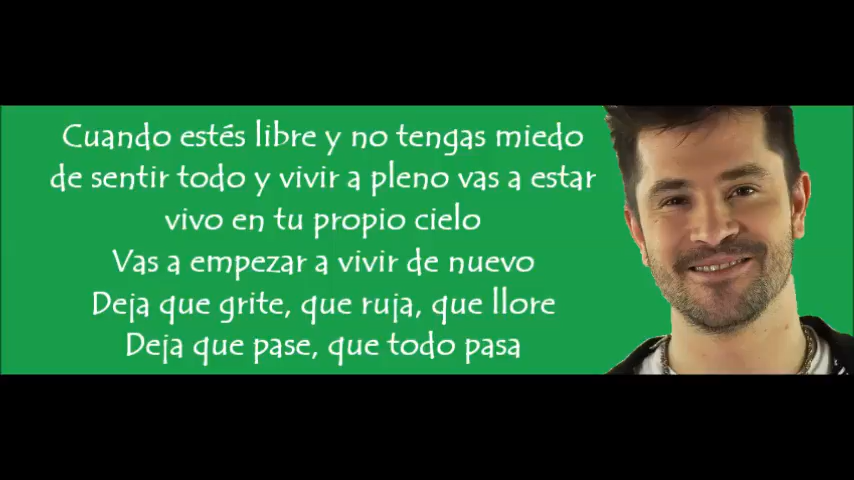 Cuando estés libre y no tengas miedo
de sentir todo y vivir a pleno vas a estar
vivo en tu propio cielo
Vas a empezar a vivir de nuevo
Deja que grite, que ruja, que llore
Deja que pase, que todo pasa